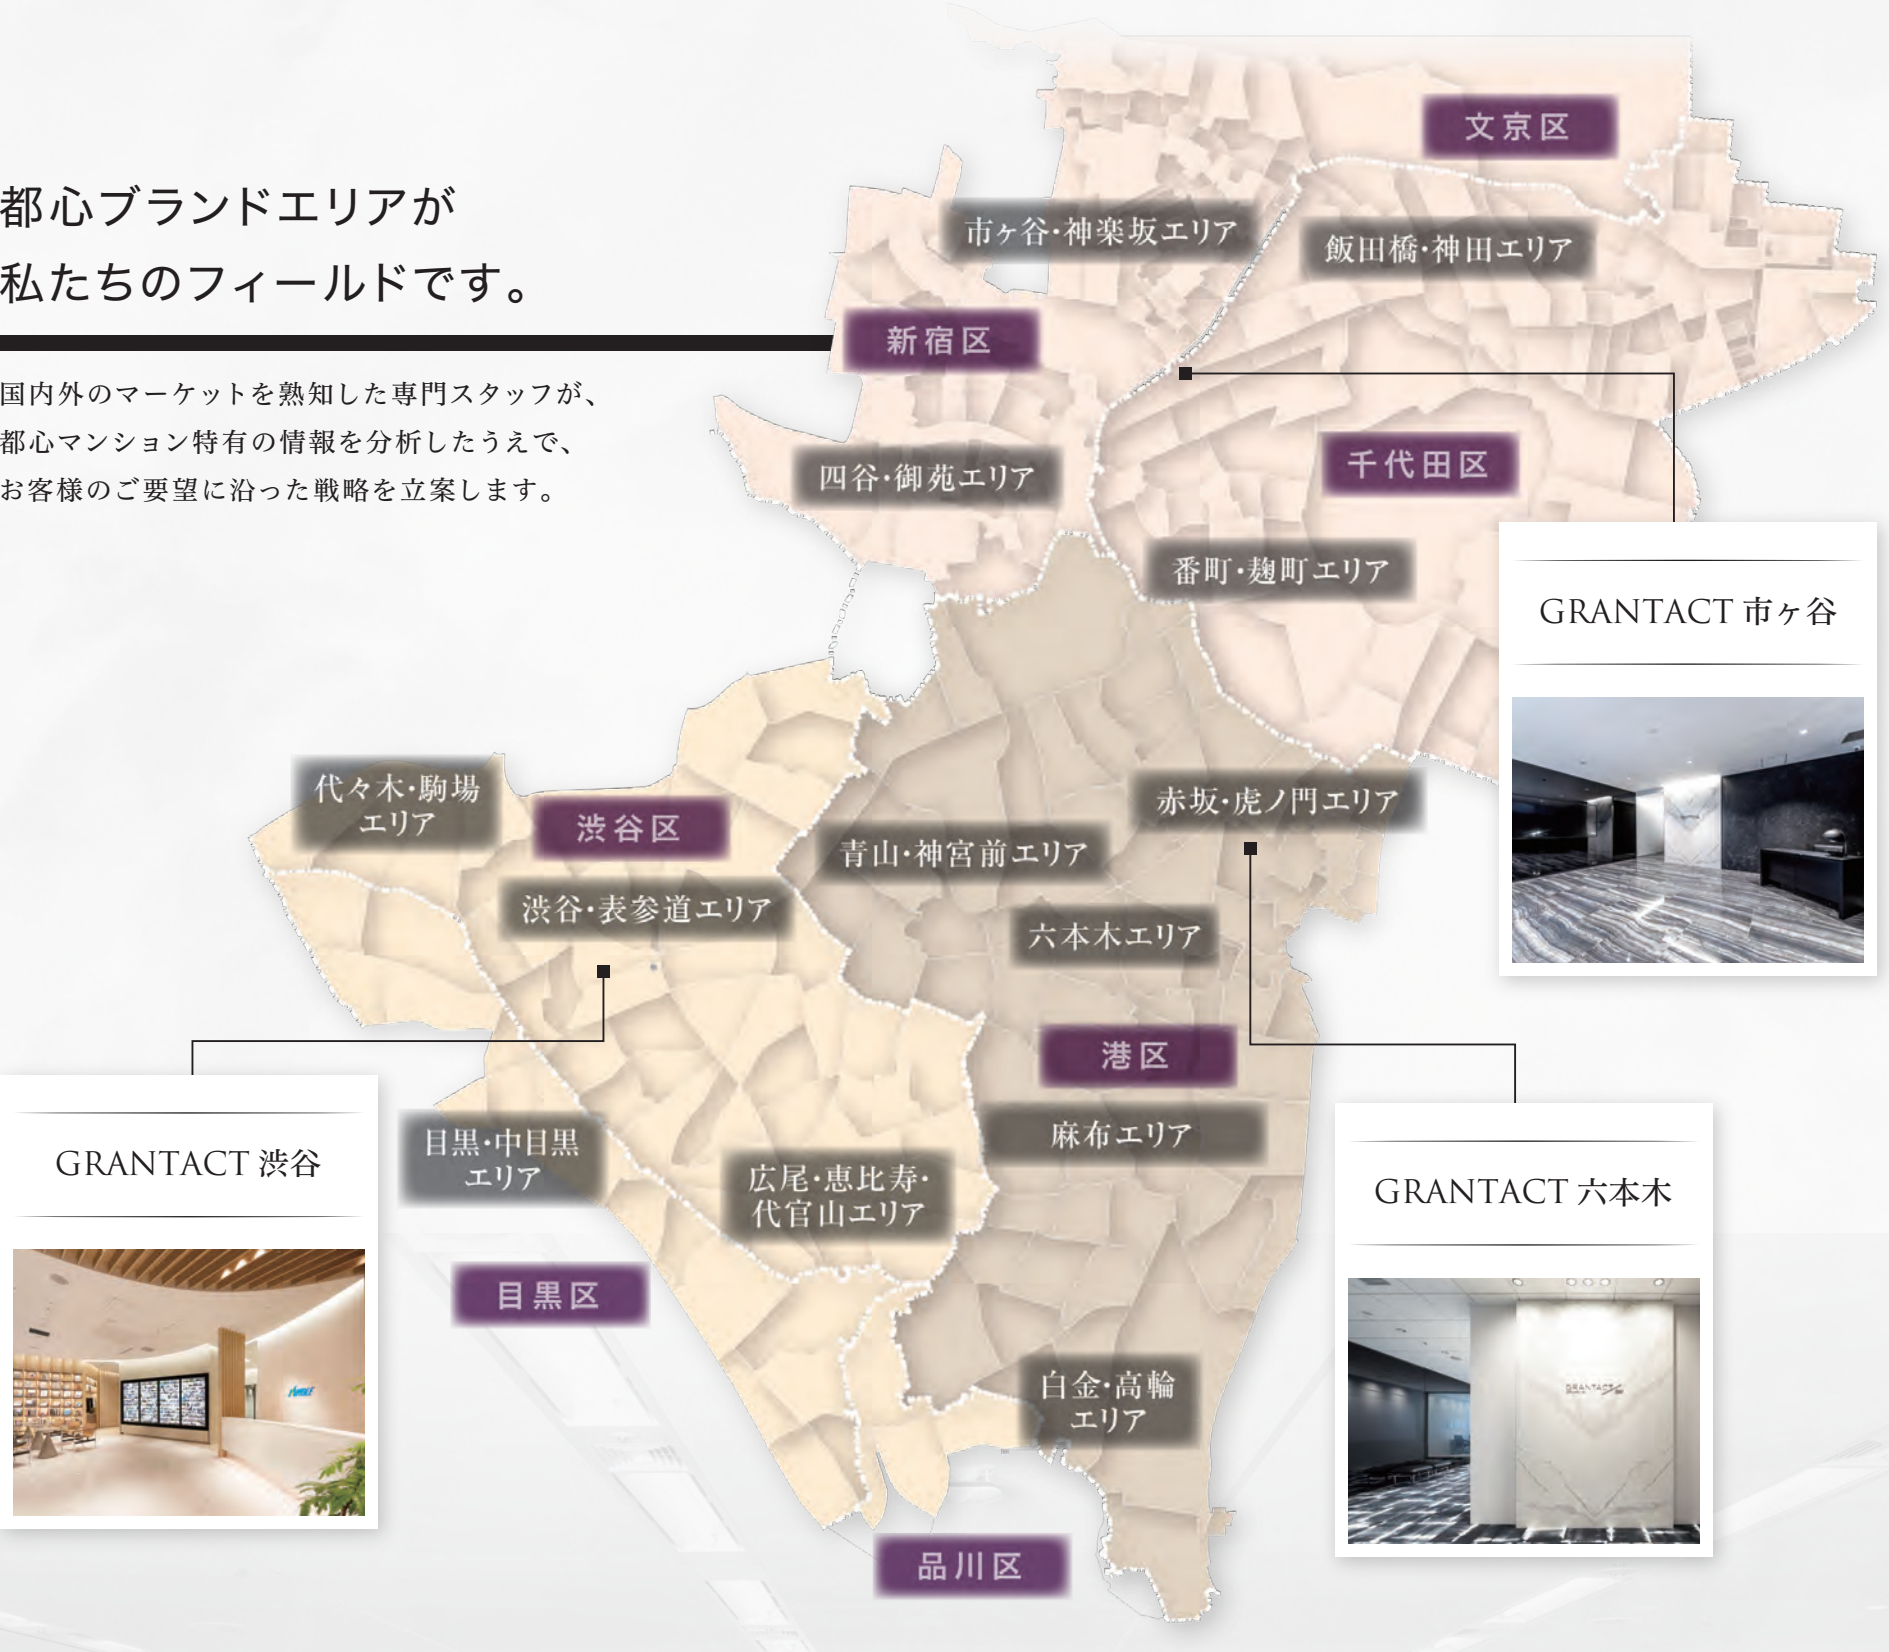 都心ブランドエリアが
私たちのフィールドです。
国内外のマーケットを熟知した専門スタッフが、
都心マンション特有の情報を分析したうえで、
お客様のご要望に沿った戦略を立案します。
文京区
市ヶ谷・神楽坂エリア
飯田橋・神田エリア
新宿区
四谷・御苑エリア
千代田区
番町・麹町エリア
GRANTACT 市ヶ谷
代々木・駒場
エリア
渋谷区
渋谷・表参道エリア
青山・神宮前エリア
赤坂・虎ノ門エリア
六本木エリア
港区
麻布エリア
目黒・中目黒
エリア
広尾・恵比寿・
代官山エリア
目黒区
白金・高輪
エリア
品川区
GRANTACT 渋谷
GRANTACT 六本木
GRANTACT